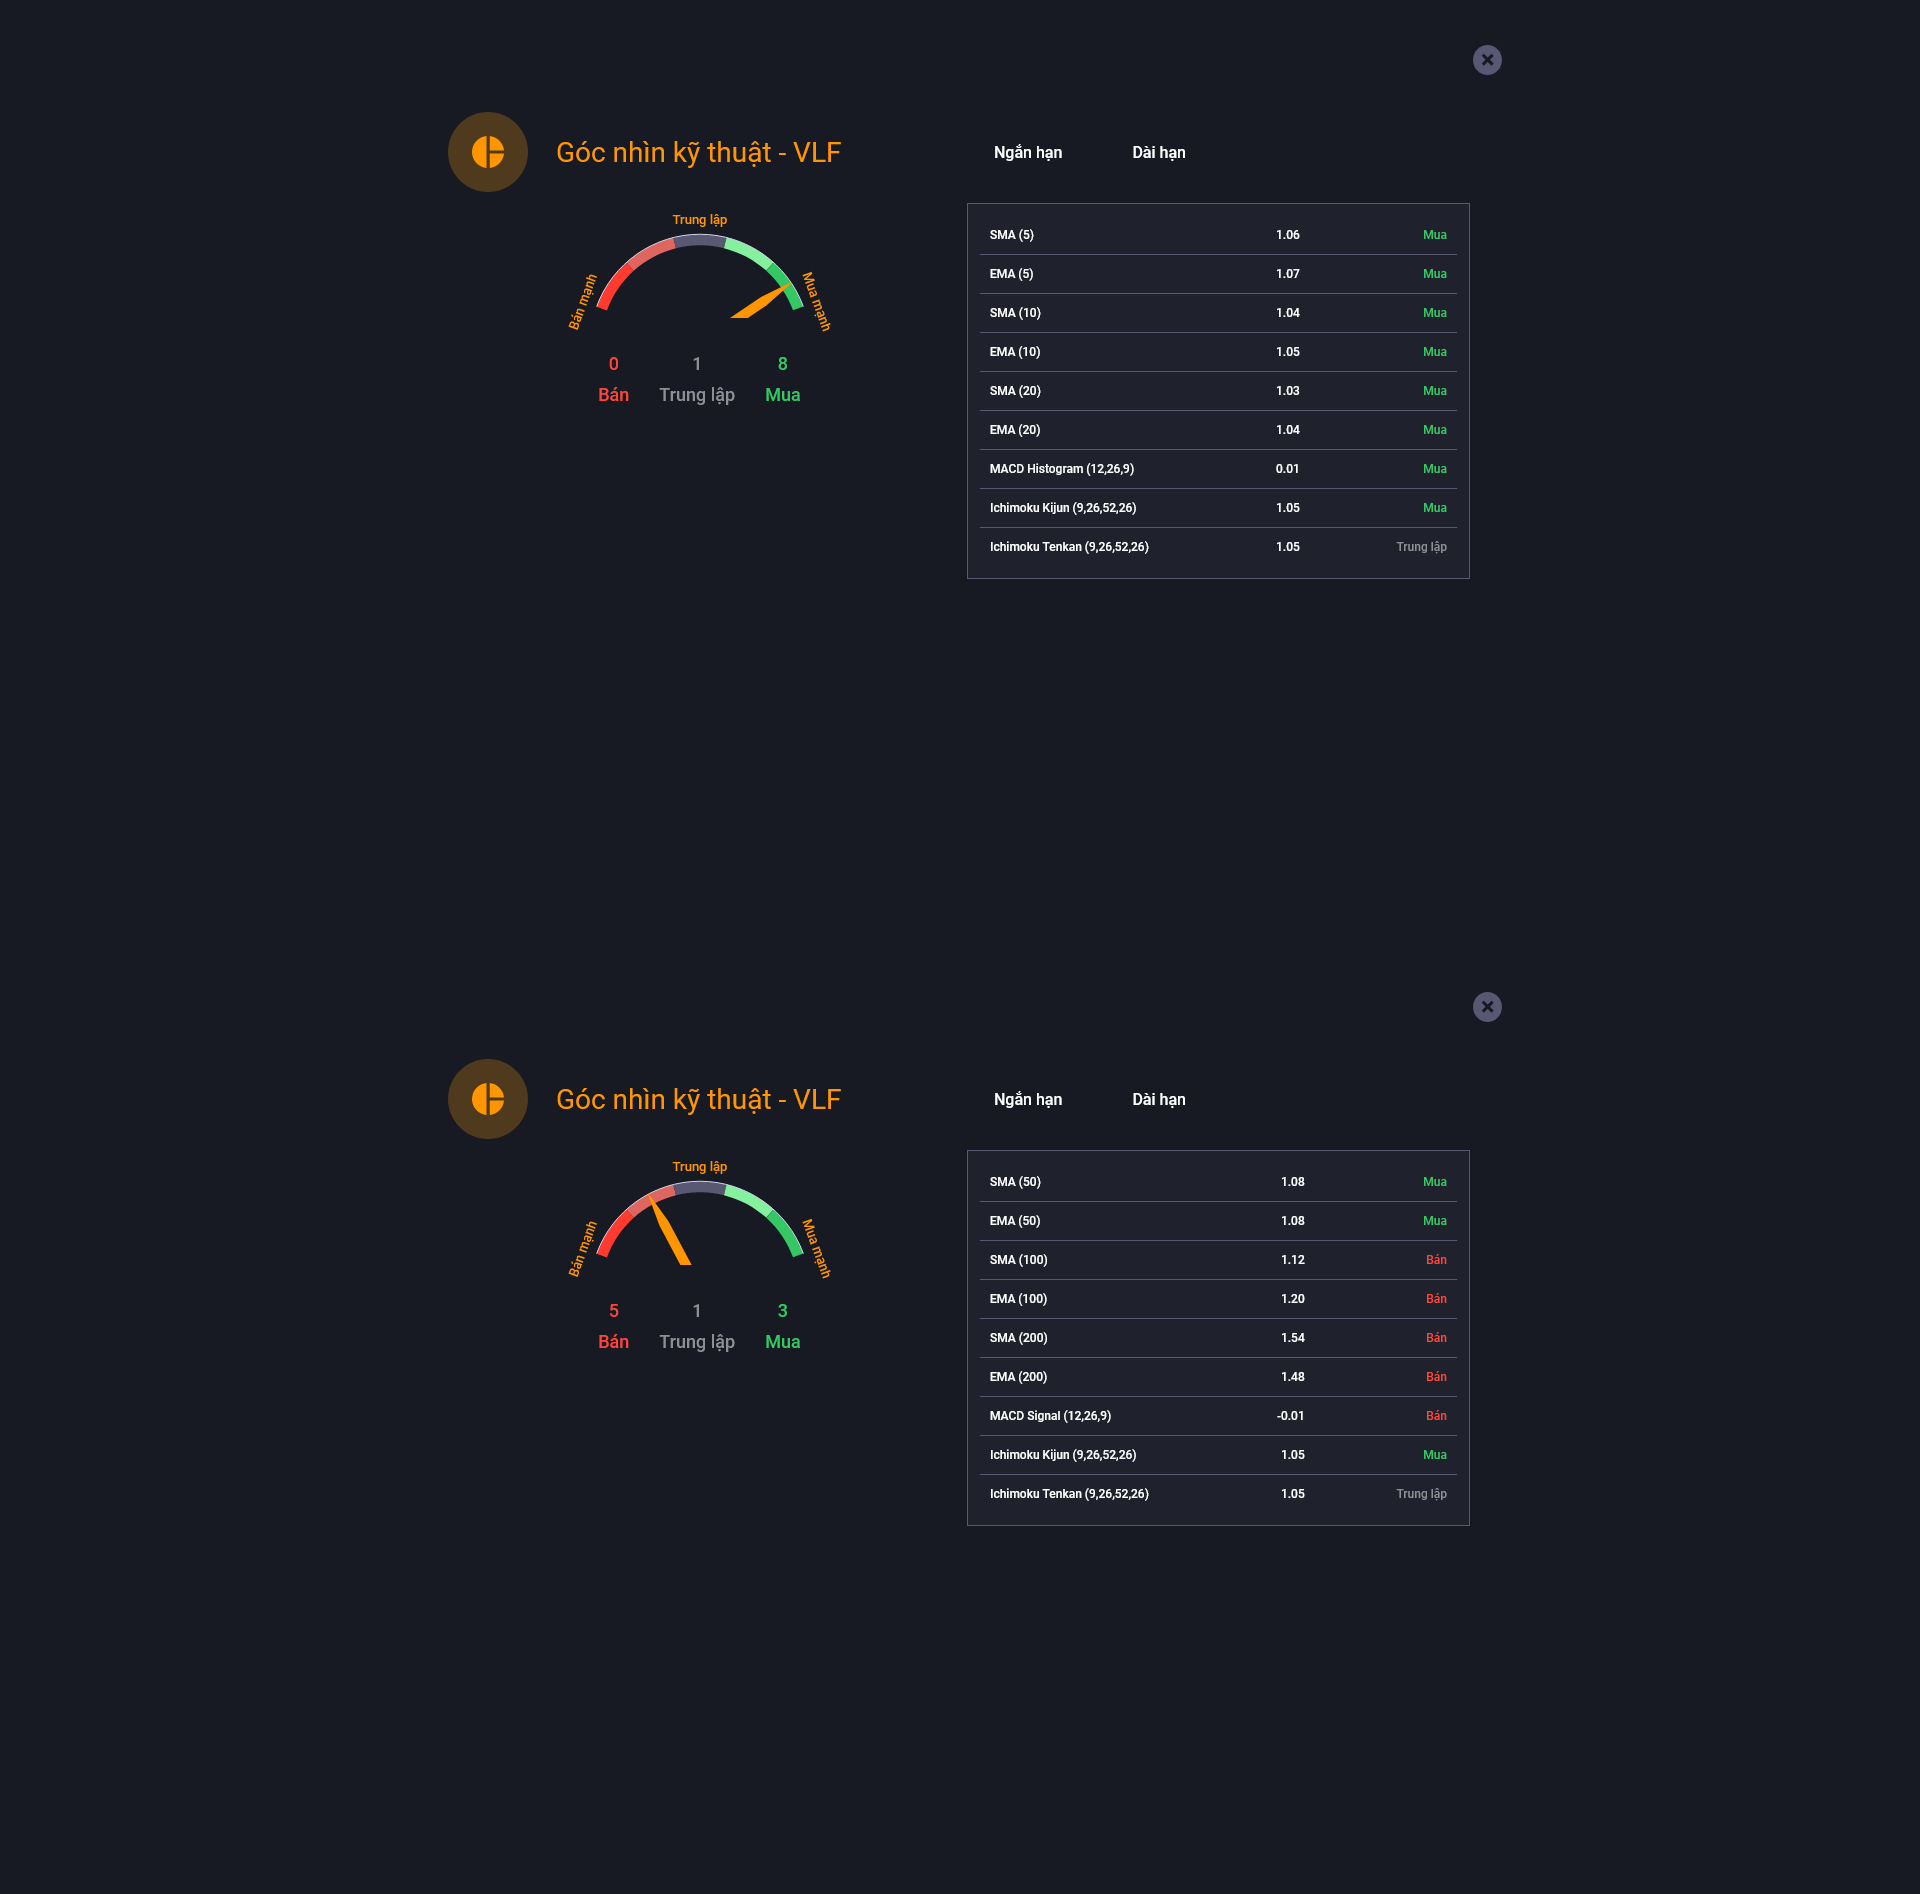 Góc nhìn kỹ thuật - VLF
Ngắn hạn Dài hạn
Trung lập
Bán mạnh
Mua mạnh
0 1 8
Bán Trung lập Mua
SMA (5) 1.06 Mua
EMA (5) 1.07 Mua
SMA (10) 1.04 Mua
EMA (10) 1.05 Mua
SMA (20) 1.03 Mua
EMA (20) 1.04 Mua
MACD Histogram (12,26,9) 0.01 Mua
Ichimoku Kijun (9,26,52,26) 1.05 Mua
Ichimoku Tenkan (9,26,52,26) 1.05 Trung lập
Góc nhìn kỹ thuật - VLF
Ngắn hạn Dài hạn
Trung lập
Bán mạnh
Mua mạnh
5 1 3
Bán Trung lập Mua
SMA (50) 1.08 Mua
EMA (50) 1.08 Mua
SMA (100) 1.12 Bán
EMA (100) 1.20 Bán
SMA (200) 1.54 Bán
EMA (200) 1.48 Bán
MACD Signal (12,26,9) -0.01 Bán
Ichimoku Kijun (9,26,52,26) 1.05 Mua
Ichimoku Tenkan (9,26,52,26) 1.05 Trung lập